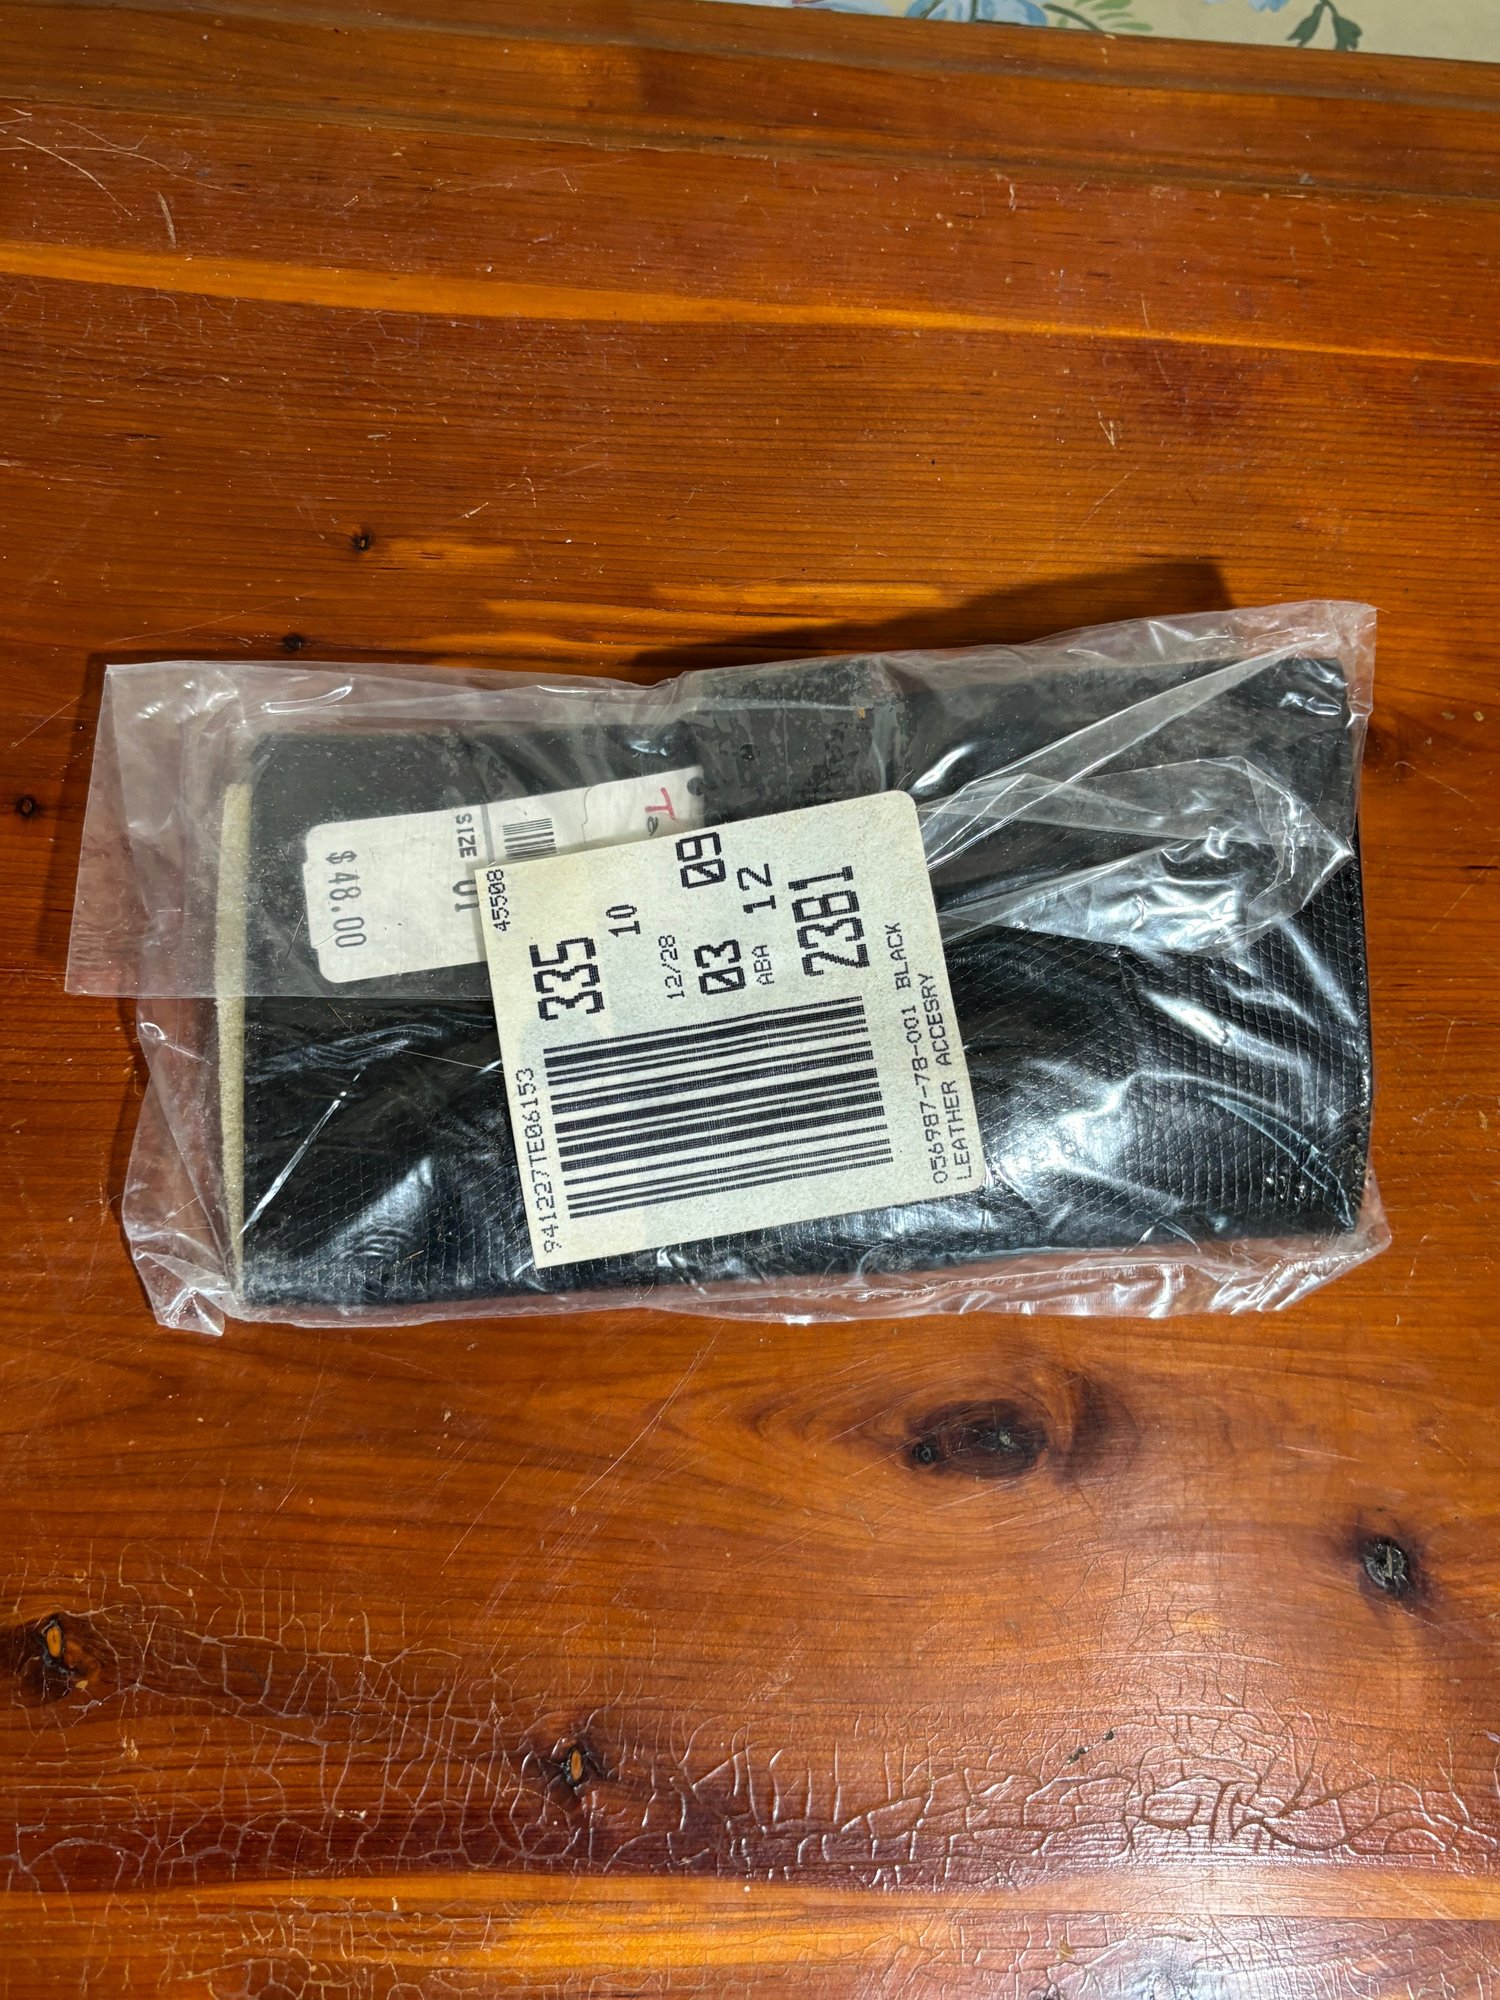 $48.00
SIZE
Ta
45508
335
10
12/28
03 09
ABA 12
2381
941227TE06153
056987-78-001 BLACK
LEATHER ACCESRY